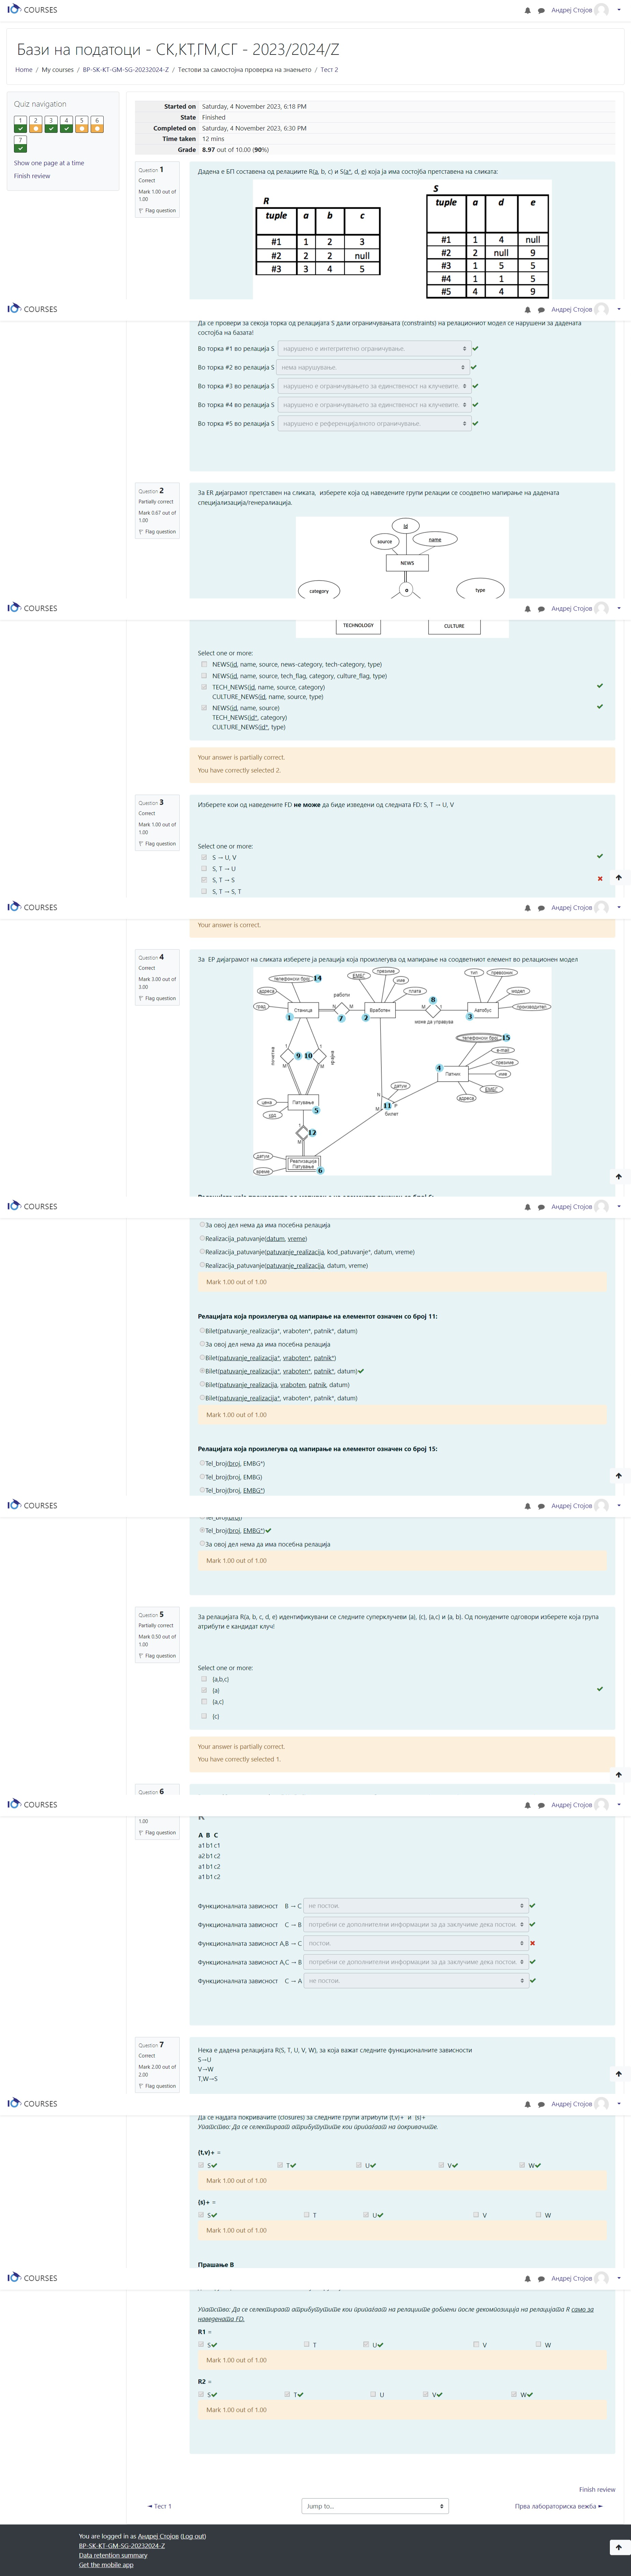 COURSES
Андреј Стојов
Бази на податоци - СК,КТ,ГМ,СГ - 2023/2024/Z
Home / My courses / BP-SK-KT-GM-SG-20232024-Z / Тестови за самостојна проверка на знаењето / Тест 2
Quiz navigation
1 2 3 4 5 6
7
Show one page at a time
Finish review
Started on Saturday, 4 November 2023, 6:18 PM
State Finished
Completed on Saturday, 4 November 2023, 6:30 PM
Time taken 12 mins
Grade 8.97 out of 10.00 (90%)
Question 1
Correct
Mark 1.00 out of
1.00
Flag question
Дадена е БП составена од релациите R(a, b, c) и S(a*, d, e) која ја има состојба претставена на сликата:
R
tuple a b c
#1 1 2 3
#2 2 2 null
#3 3 4 5
S
tuple a d e
#1 1 4 null
#2 2 null 9
#3 1 5 5
#4 1 1 5
#5 4 4 9
COURSES
Андреј Стојов
Да се провери за секоја торка од релацијата S дали ограничувањата (constraints) на релациониот модел се нарушени за дадената
состојба на базата!
Во торка #1 во релација S нарушено е интегритетно ограничување.
Во торка #2 во релација S нема нарушување.
Во торка #3 во релација S нарушено е ограничувањето за единственост на клучевите.
Во торка #4 во релација S нарушено е ограничувањето за единственост на клучевите.
Во торка #5 во релација S нарушено е референцијалното ограничување.
Question 2
Partially correct
Mark 0.67 out of
1.00
Flag question
За ER дијаграмот претставен на сликата, изберете која од наведените групи релации се соодветно мапирање на дадената
специјализација/генерализација.
id
source
name
NEWS
category
o
type
COURSES
Андреј Стојов
TECHNOLOGY
CULTURE
Select one or more:
NEWS(id, name, source, news-category, tech-category, type)
NEWS(id, name, source, tech_flag, category, culture_flag, type)
TECH_NEWS(id, name, source, category)
CULTURE_NEWS(id, name, source, type)
NEWS(id, name, source)
TECH_NEWS(id*, category)
CULTURE_NEWS(id*, type)
Your answer is partially correct.
You have correctly selected 2.
Question 3
Correct
Mark 1.00 out of
1.00
Flag question
Изберете кои од наведените FD не може да биде изведени од следната FD: S, T → U, V
Select one or more:
S → U, V
S, T → U
S, T → S
S, T → S, T
COURSES
Андреј Стојов
Your answer is correct.
Question 4
Correct
Mark 3.00 out of
3.00
Flag question
За ЕР дијаграмот на сликата изберете ја релација која произлегува од мапирање на соодветниот елемент во релационен модел
телефонски број 14
адреса
град
Станица
1
работи
N M
7
ЕМБГ
презиме
име
плата
Вработен
2
8
M 1
може да управува
тип
превозник
модел
производител
Автобус
3
почетна
1
9 10
1
крајна
M
M
телефонски број 15
e-mail
презиме
име
ЕМБГ
адреса
Патник
4
цена
Патување
5
датум
N
11
P
M
билет
1
12
M
датум
време
Реализација
Патување
6
COURSES
Андреј Стојов
За овој дел нема да има посебна релација
Realizacija_patuvanje(datum, vreme)
Realizacija_patuvanje(patuvanje_realizacija, kod_patuvanje*, datum, vreme)
Realizacija_patuvanje(patuvanje_realizacija, datum, vreme)
Mark 1.00 out of 1.00
Релацијата која произлегува од мапирање на елементот означен со број 11:
Bilet(patuvanje_realizacija*, vraboten*, patnik*, datum)
За овој дел нема да има посебна релација
Bilet(patuvanje_realizacija*, vraboten*, patnik*)
Bilet(patuvanje_realizacija*, vraboten*, patnik*, datum)
Bilet(patuvanje_realizacija, vraboten, patnik, datum)
Bilet(patuvanje_realizacija*, vraboten*, patnik*, datum)
Mark 1.00 out of 1.00
Релацијата која произлегува од мапирање на елементот означен со број 15:
Tel_broj(broj, EMBG*)
Tel_broj(broj, EMBG)
Tel_broj(broj, EMBG*)
COURSES
Андреј Стојов
Tel_broj(broj, EMBG*)
За овој дел нема да има посебна релација
Mark 1.00 out of 1.00
Question 5
Partially correct
Mark 0.50 out of
1.00
Flag question
За релацијата R(a, b, c, d, e) идентификувани се следните суперклучеви {a}, {c}, {a,c} и {a, b}. Од понудените одговори изберете која група
атрибути е кандидат клуч!
Select one or more:
{a,b,c}
{a}
{a,c}
{c}
Your answer is partially correct.
You have correctly selected 1.
Question 6
COURSES
Андреј Стојов
1.00
Flag question
A B C
a1 b1 c1
a2 b2 c2
a1 b1 c2
a1 b1 c2
Функционалната зависност B → C не постои.
Функционалната зависност C → B потребни се дополнителни информации за да заклучиме дека постои.
Функционалната зависност A,B → C постои.
Функционалната зависност A,C → B потребни се дополнителни информации за да заклучиме дека постои.
Функционалната зависност C → A не постои.
Question 7
Correct
Mark 2.00 out of
2.00
Flag question
Нека е дадена релацијата R(S, T, U, V, W), за која важат следните функционалните зависности
S→U
V→W
T,W→S
COURSES
Андреј Стојов
Да се најдата покривачите (closures) за следните групи атрибути {t,v}+ и {s}+
Упатство: Да се селектираат атрибутите кои припаѓаат на покривачите.
{t,v}+ =
S T U V W
Mark 1.00 out of 1.00
{s}+ =
S T U V W
Mark 1.00 out of 1.00
Прашање B
COURSES
Андреј Стојов
Упатство: Да се селектираат атрибутите кои припаѓаат на релациите добиени после декомпозиција на релацијата R само за
наведената FD.
R1 =
S T U V W
Mark 1.00 out of 1.00
R2 =
S T U V W
Mark 1.00 out of 1.00
Finish review
◄ Тест 1
Jump to...
Прва лабораториска вежба ►
You are logged in as Андреј Стојов (Log out)
BP-SK-KT-GM-SG-20232024-Z
Data retention summary
Get the mobile app